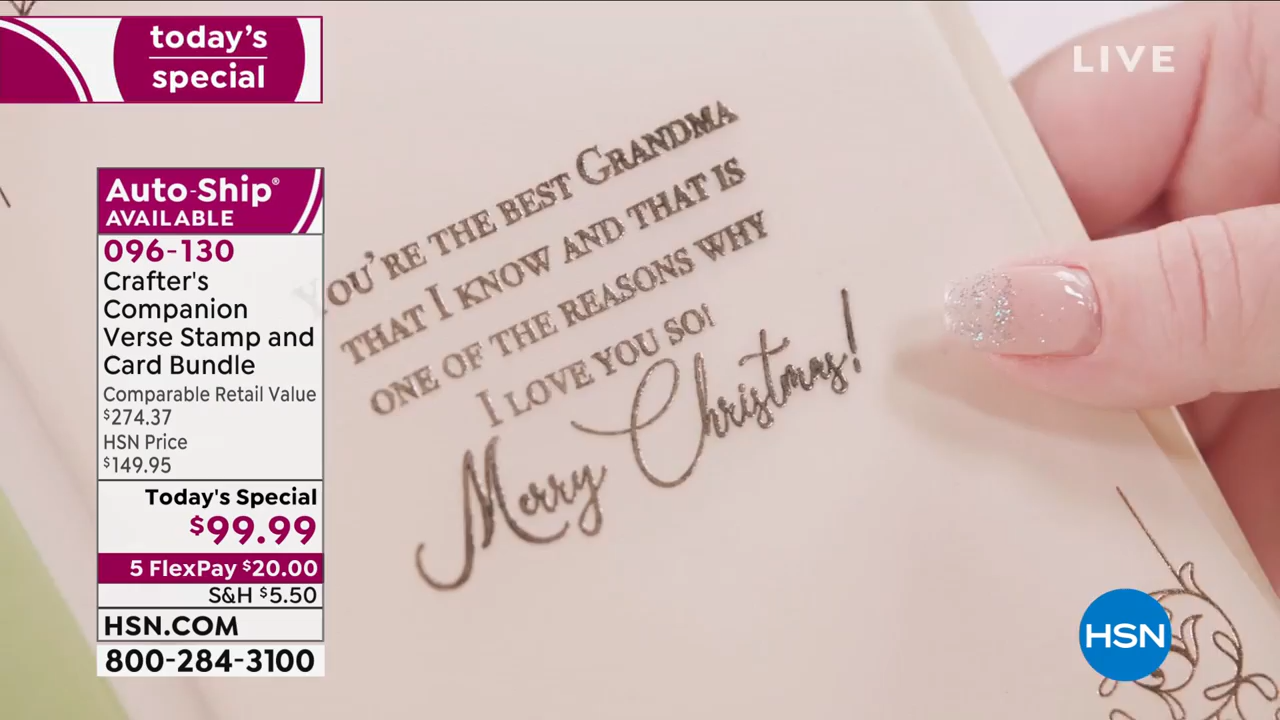 today's
special
LIVE
Auto-Ship®
AVAILABLE
096-130
Crafter's
Companion
Verse Stamp and
Card Bundle
Comparable Retail Value
$274.37
HSN Price
$149.95
Today's Special
$99.99
5 FlexPay $20.00
S&H $5.50
HSN.COM
800-284-3100
YOU'RE THE BEST GRANDMA
THAT I KNOW AND THAT IS
ONE OF THE REASONS WHY
I LOVE YOU SO!
Merry Christmas!
HSN